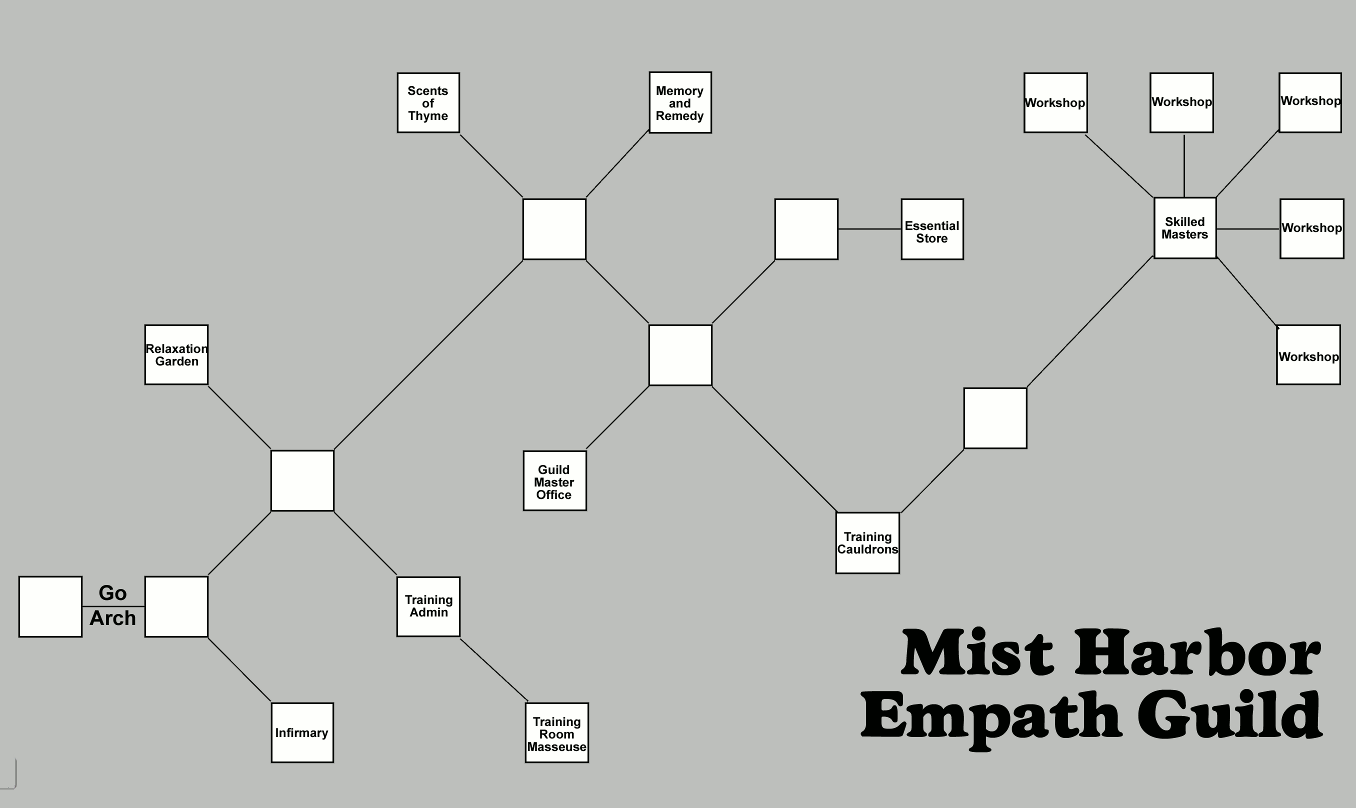 Scents
of
Thyme
Memory
and
Remedy
Workshop
Workshop
Workshop
Essential
Store
Skilled
Masters
Workshop
Relaxation
Garden
Workshop
Guild
Master
Office
Training
Cauldrons
Go
Arch
Training
Admin
Infirmary
Training
Room
Masseuse
Mist Harbor
Empath Guild